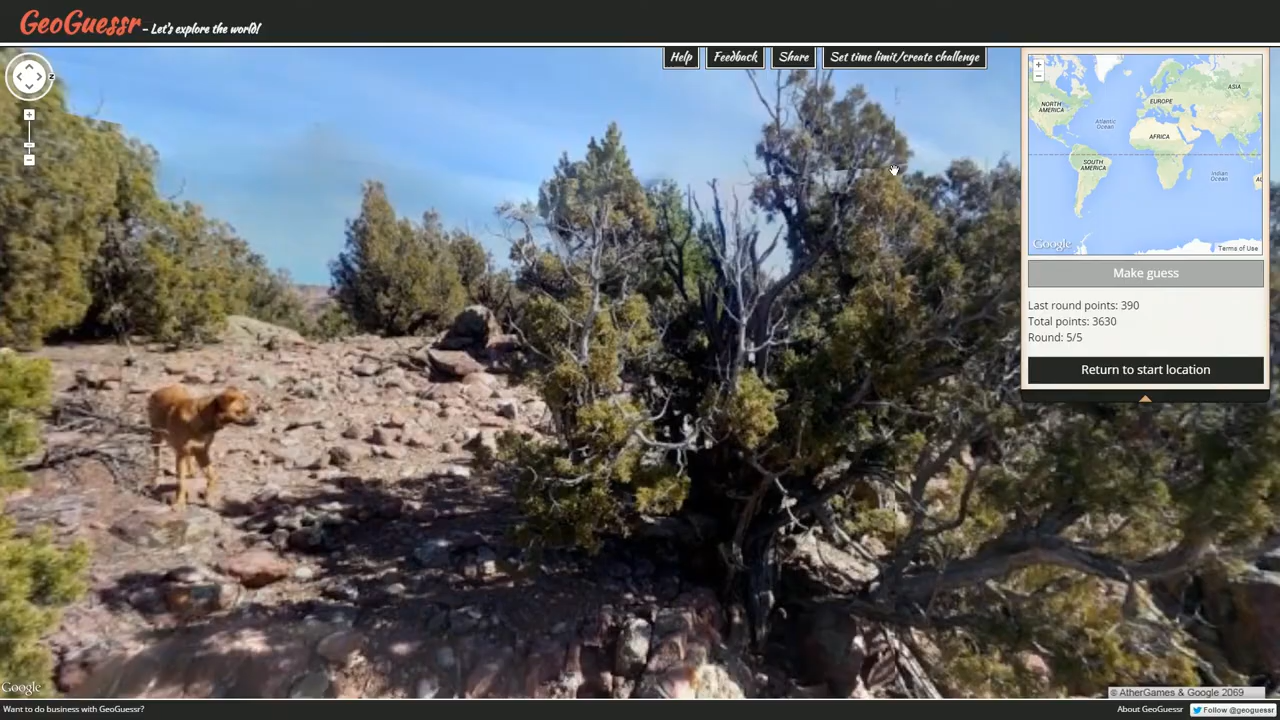 GeoGuessr - Let's explore the world!
Help
Feedback
Share
Set time limit/create challenge
NORTH AMERICA
EUROPE
ASIA
Atlantic Ocean
AFRICA
SOUTH AMERICA
Indian Ocean
AU
Google
Terms of Use
Make guess
Last round points: 390
Total points: 3630
Round: 5/5
Return to start location
Google
© AtherGames & Google 2069
Want to do business with GeoGuessr?
About GeoGuessr
Follow @geoguessr